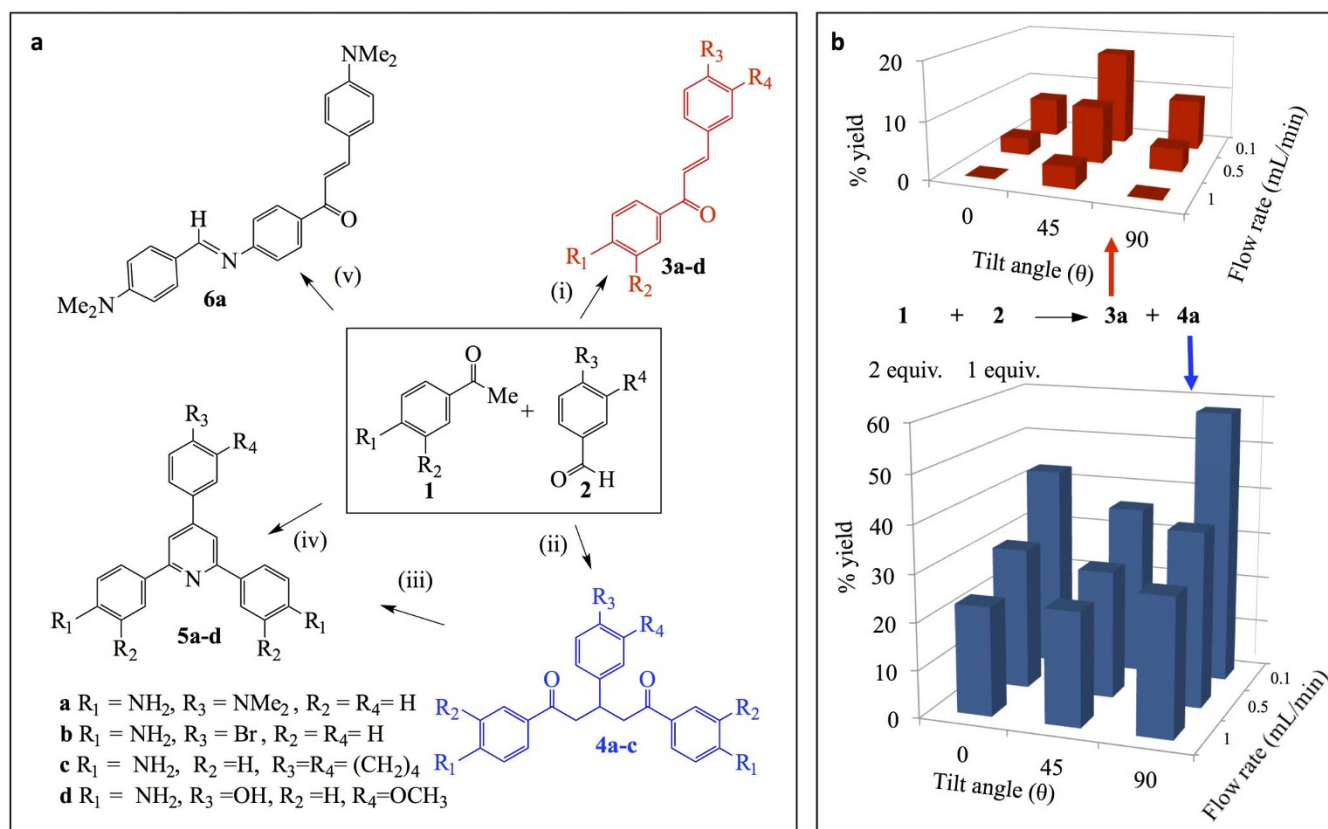 a
NMe2
H
N
O
Me2N
6a
(v)
R3
R4
O
R1
R2
3a-d
(i)
O
Me
R1
R2
1
+
R3
R4
O
H
2
R3
R4
N
R1
R2
R2
R1
5a-d
(iv)
(iii)
(ii)
R3
R4
O
O
R2
R2
R1
R1
4a-c
a R1 = NH2, R3 = NMe2, R2 = R4= H
b R1 = NH2, R3 = Br, R2 = R4= H
c R1 = NH2, R2 =H, R3=R4= (CH2)4
d R1 = NH2, R3 =OH, R2 = H, R4=OCH3
b
% yield
20
10
0
0
45
90
Tilt angle (θ)
0.1
0.5
1
Flow rate (mL/min)
1 + 2 → 3a + 4a
2 equiv. 1 equiv.
% yield
60
50
40
30
20
10
0
0
45
90
Tilt angle (θ)
0.1
0.5
1
Flow rate (mL/min)